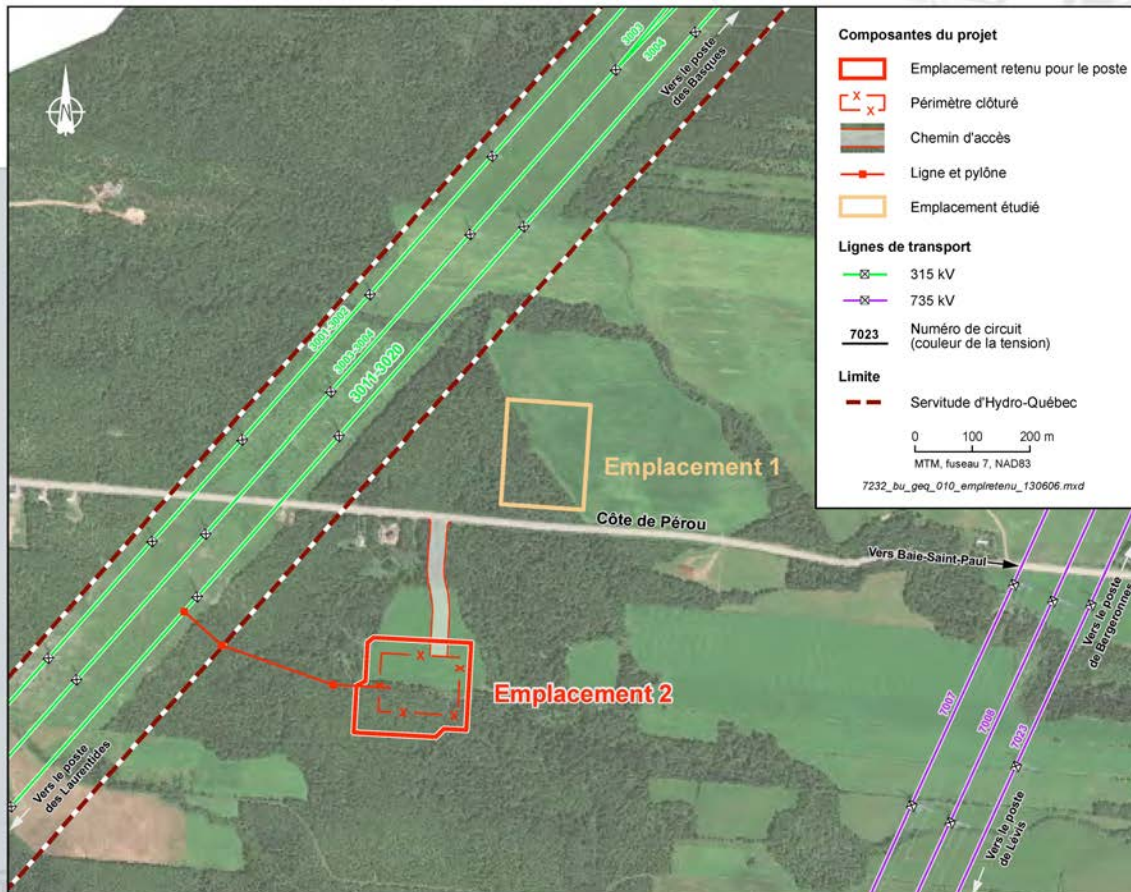 Composantes du projet
Emplacement retenu pour le poste
X X
X X
Périmètre clôturé
Chemin d'accès
Ligne et pylône
Emplacement étudié
Lignes de transport
315 kV
735 kV
7023
Numéro de circuit
(couleur de la tension)
Limite
Servitude d'Hydro-Québec
0 100 200 m
MTM, fuseau 7, NAD83
7232_bu_geq_010_emplretenu_130606.mxd
N
3003
3004
Vers le poste
des Basques
3001-3002
3003-3004
3011-3020
Emplacement 1
Côte de Pérou
Vers Baie-Saint-Paul
Vers le poste
de Bergeronnes
X X
X X
Emplacement 2
7007
7008
7023
Vers le poste
des Laurentides
Vers le poste
de Lévis